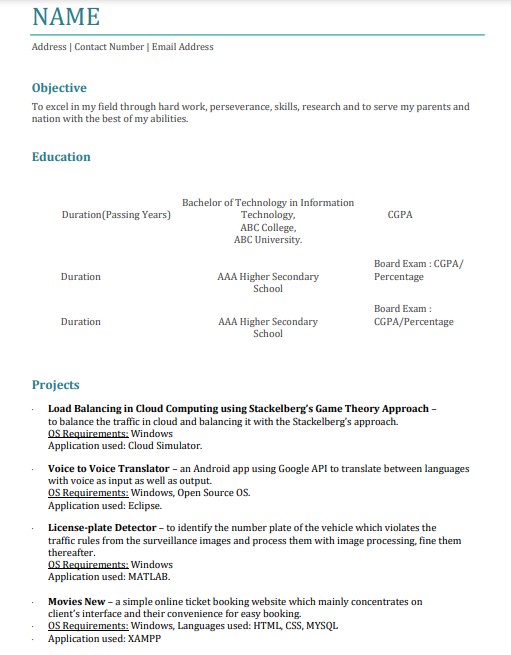 NAME
Address | Contact Number | Email Address
Objective
To excel in my field through hard work, perseverance, skills, research and to serve my parents and
nation with the best of my abilities.
Education
Duration(Passing Years)
Bachelor of Technology in Information
Technology,
ABC College,
ABC University.
CGPA
Duration
AAA Higher Secondary
School
Board Exam : CGPA/
Percentage
Duration
AAA Higher Secondary
School
Board Exam :
CGPA/Percentage
Projects
· Load Balancing in Cloud Computing using Stackelberg's Game Theory Approach –
to balance the traffic in cloud and balancing it with the Stackelberg's approach.
OS Requirements: Windows
Application used: Cloud Simulator.
· Voice to Voice Translator – an Android app using Google API to translate between languages
with voice as input as well as output.
OS Requirements: Windows, Open Source OS.
Application used: Eclipse.
· License-plate Detector – to identify the number plate of the vehicle which violates the
traffic rules from the surveillance images and process them with image processing, fine them
thereafter.
OS Requirements: Windows
Application used: MATLAB.
· Movies New – a simple online ticket booking website which mainly concentrates on
client's interface and their convenience for easy booking.
· OS Requirements: Windows, Languages used: HTML, CSS, MYSQL
· Application used: XAMPP